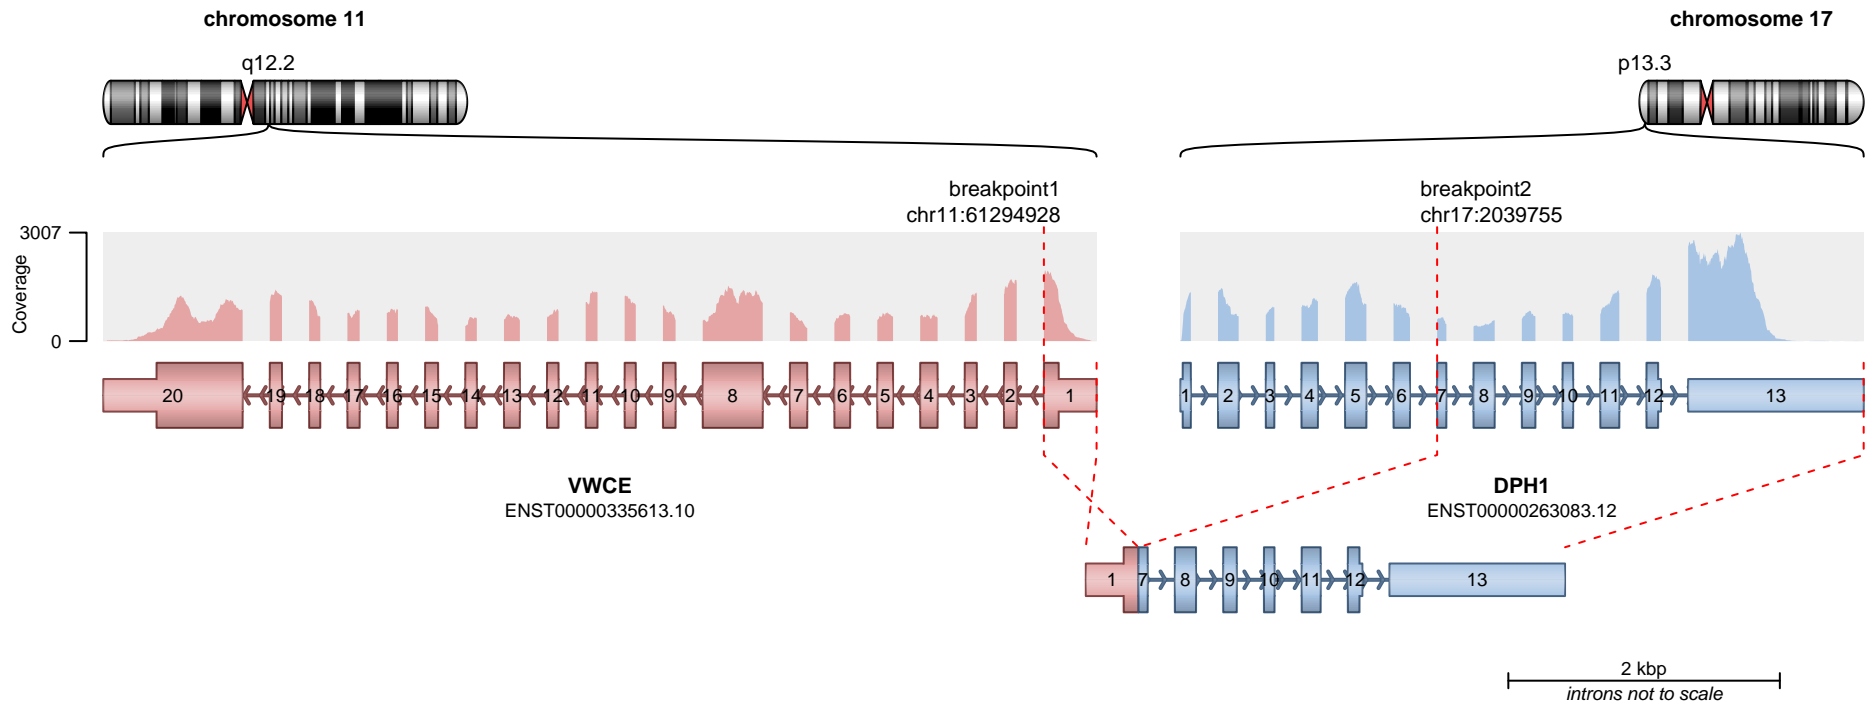 chromosome 11
chromosome 17
q12.2
p13.3
breakpoint1
chr11:61294928
breakpoint2
chr17:2039755
3007
Coverage
0
20 19 18 17 16 15 14 13 12 11 10 9 8 7 6 5 4 3 2 1
1 2 3 4 5 6 7 8 9 10 11 12 13
VWCE
ENST00000335613.10
DPH1
ENST00000263083.12
1 7 8 9 10 11 12 13
2 kbp
introns not to scale